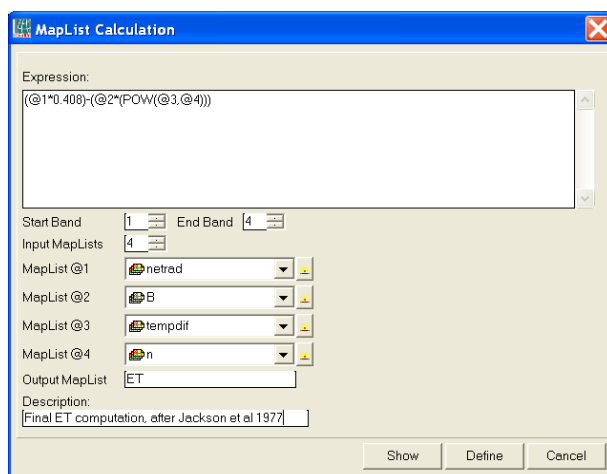 MapList Calculation
Expression:
(@1*0.408)-(@2*(POW(@3,@4)))
Start Band 1 End Band 4
Input MapLists 4
MapList @1 netrad
MapList @2 B
MapList @3 tempdif
MapList @4 n
Output MapList ET
Description:
Final ET computation, after Jackson et al 1977
Show Define Cancel